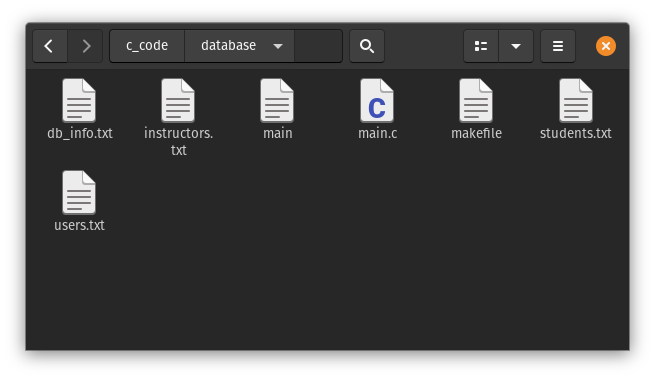 c_code
database
db_info.txt
instructors.
txt
main
C
main.c
makefile
students.txt
users.txt